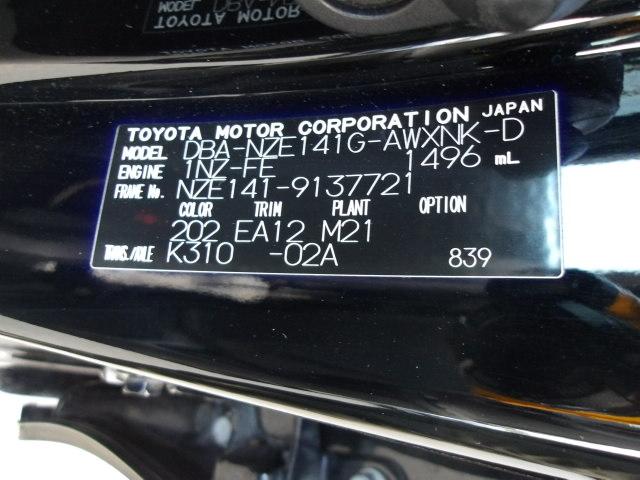 TOYOTA MOTOR CORPORATION JAPAN
MODEL DBA-NZE141G-AWXNK-D
ENGINE 1NZ-FE 1496 mL
FRAME No. NZE141-9137721
COLOR TRIM PLANT OPTION
202 EA12 M21
TRANS./AXLE K310 -02A 839